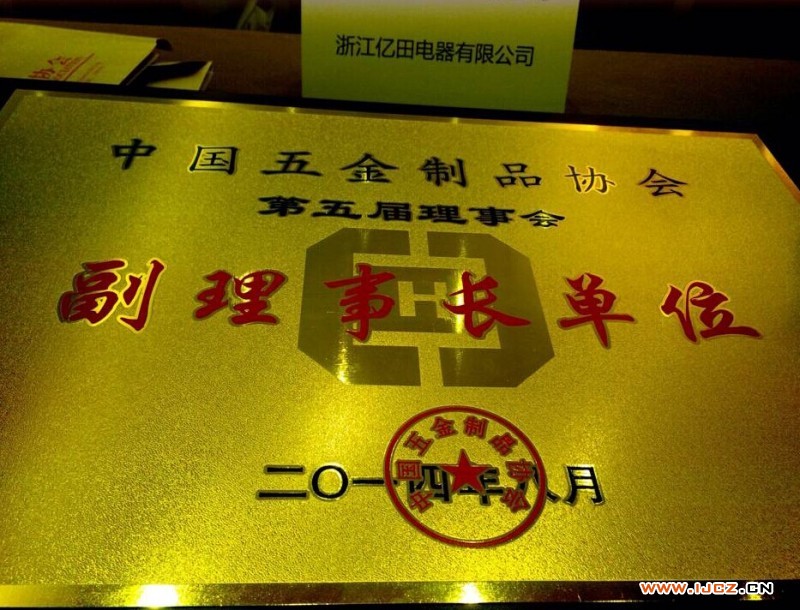 浙江亿田电器有限公司
中国五金制品协会
第五届理事会
副理事长单位
中国五金制品协会
二〇一四年八月
WWW.IJCZ.CN